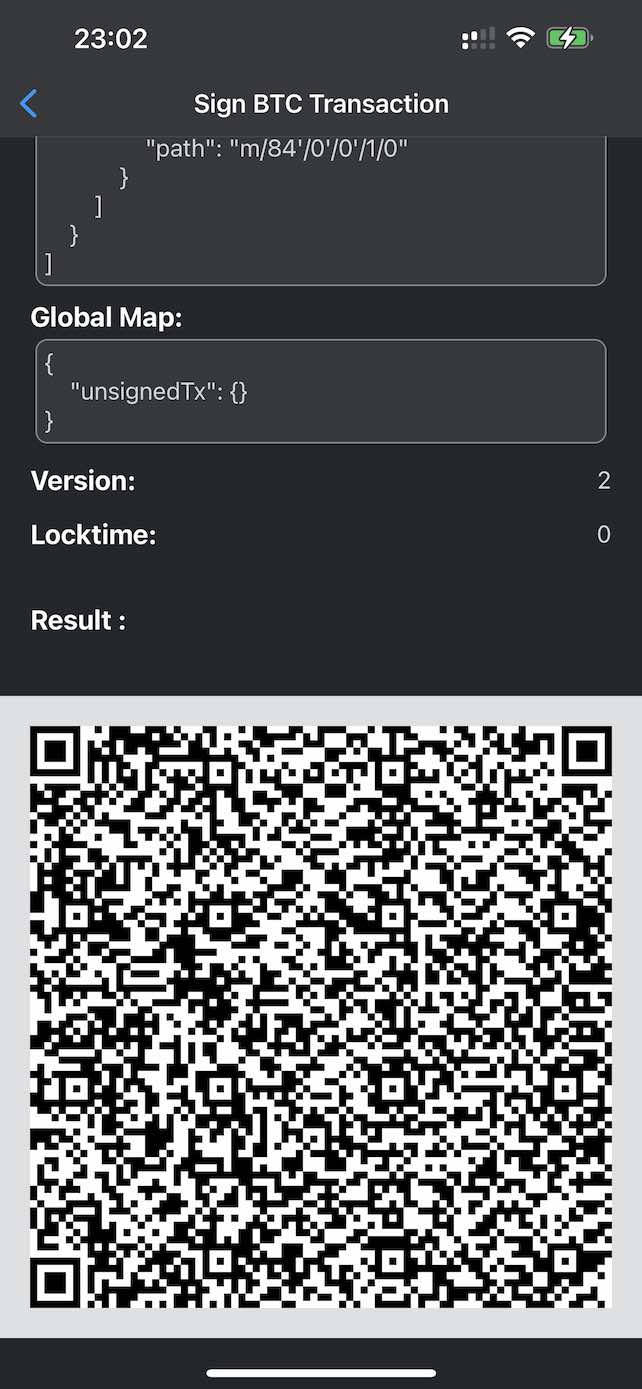 23:02
Sign BTC Transaction
"path": "m/84'/0'/0'/1/0"
}
]
}
]
Global Map:
{
"unsignedTx": {}
}
Version: 2
Locktime: 0
Result :